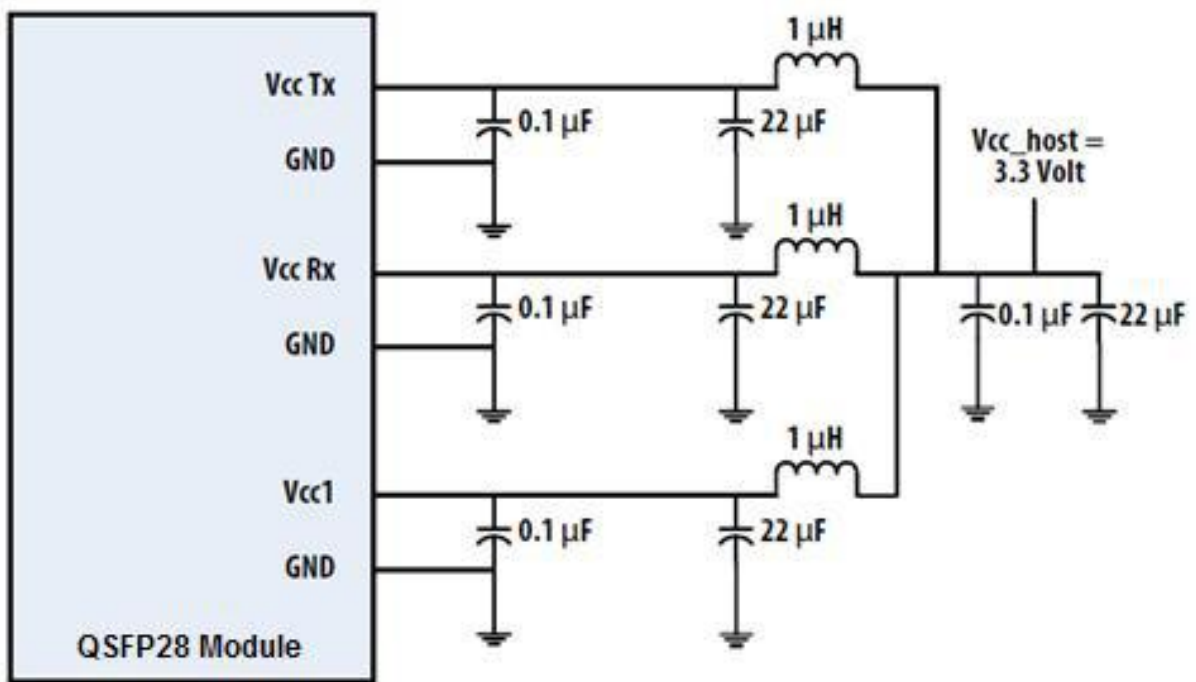 1 μH
Vcc Tx
0.1 μF
22 μF
GND
Vcc_host =
3.3 Volt
1 μH
Vcc Rx
0.1 μF
22 μF
0.1 μF
22 μF
GND
1 μH
Vcc1
0.1 μF
22 μF
GND
QSFP28 Module